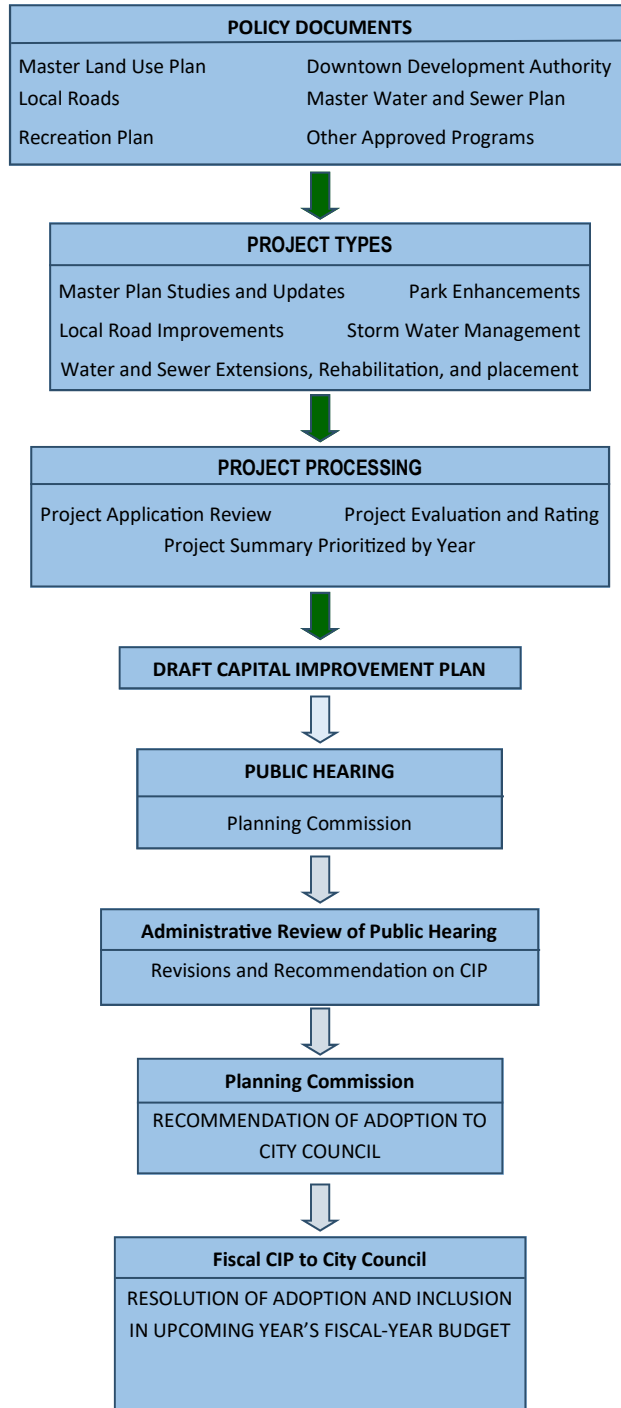 POLICY DOCUMENTS
Master Land Use Plan Downtown Development Authority
Local Roads Master Water and Sewer Plan
Recreation Plan Other Approved Programs
PROJECT TYPES
Master Plan Studies and Updates Park Enhancements
Local Road Improvements Storm Water Management
Water and Sewer Extensions, Rehabilitation, and placement
PROJECT PROCESSING
Project Application Review Project Evaluation and Rating
Project Summary Prioritized by Year
DRAFT CAPITAL IMPROVEMENT PLAN
PUBLIC HEARING
Planning Commission
Administrative Review of Public Hearing
Revisions and Recommendation on CIP
Planning Commission
RECOMMENDATION OF ADOPTION TO
CITY COUNCIL
Fiscal CIP to City Council
RESOLUTION OF ADOPTION AND INCLUSION
IN UPCOMING YEAR’S FISCAL-YEAR BUDGET